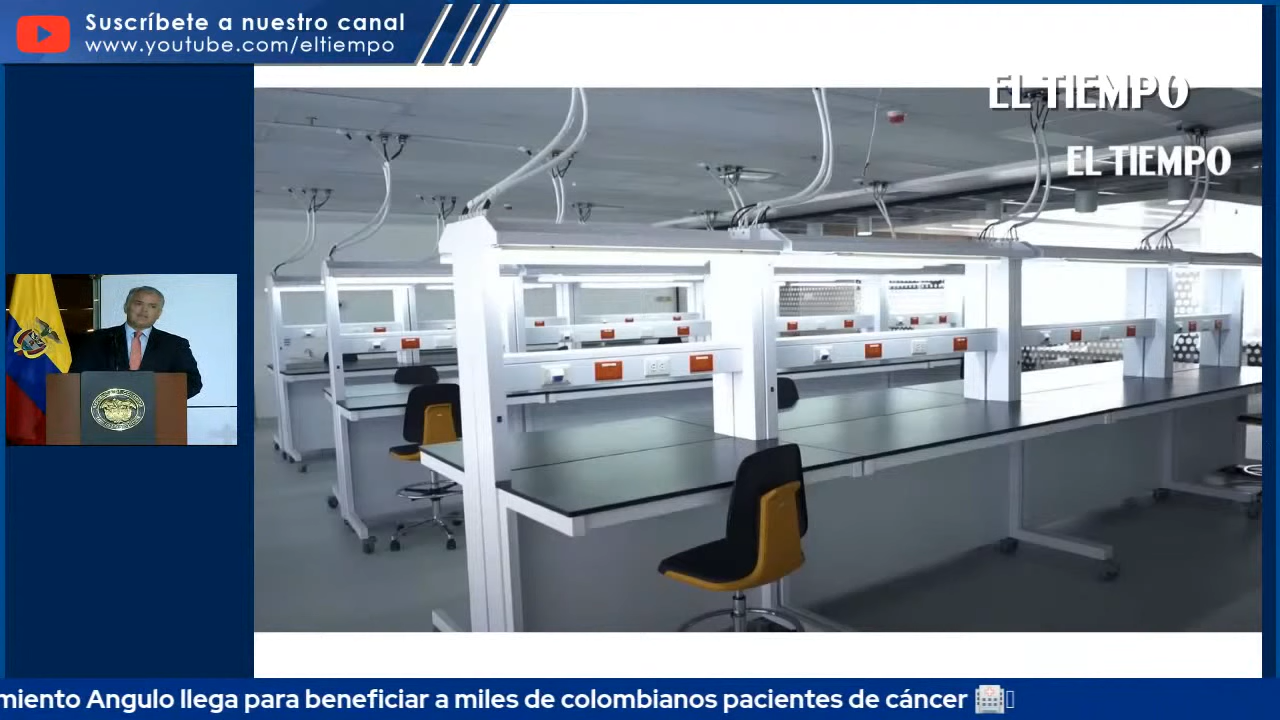 Suscríbete a nuestro canal
www.youtube.com/eltiempo
EL TIEMPO
EL TIEMPO
miento Angulo llega para beneficiar a miles de colombianos pacientes de cáncer 🏥